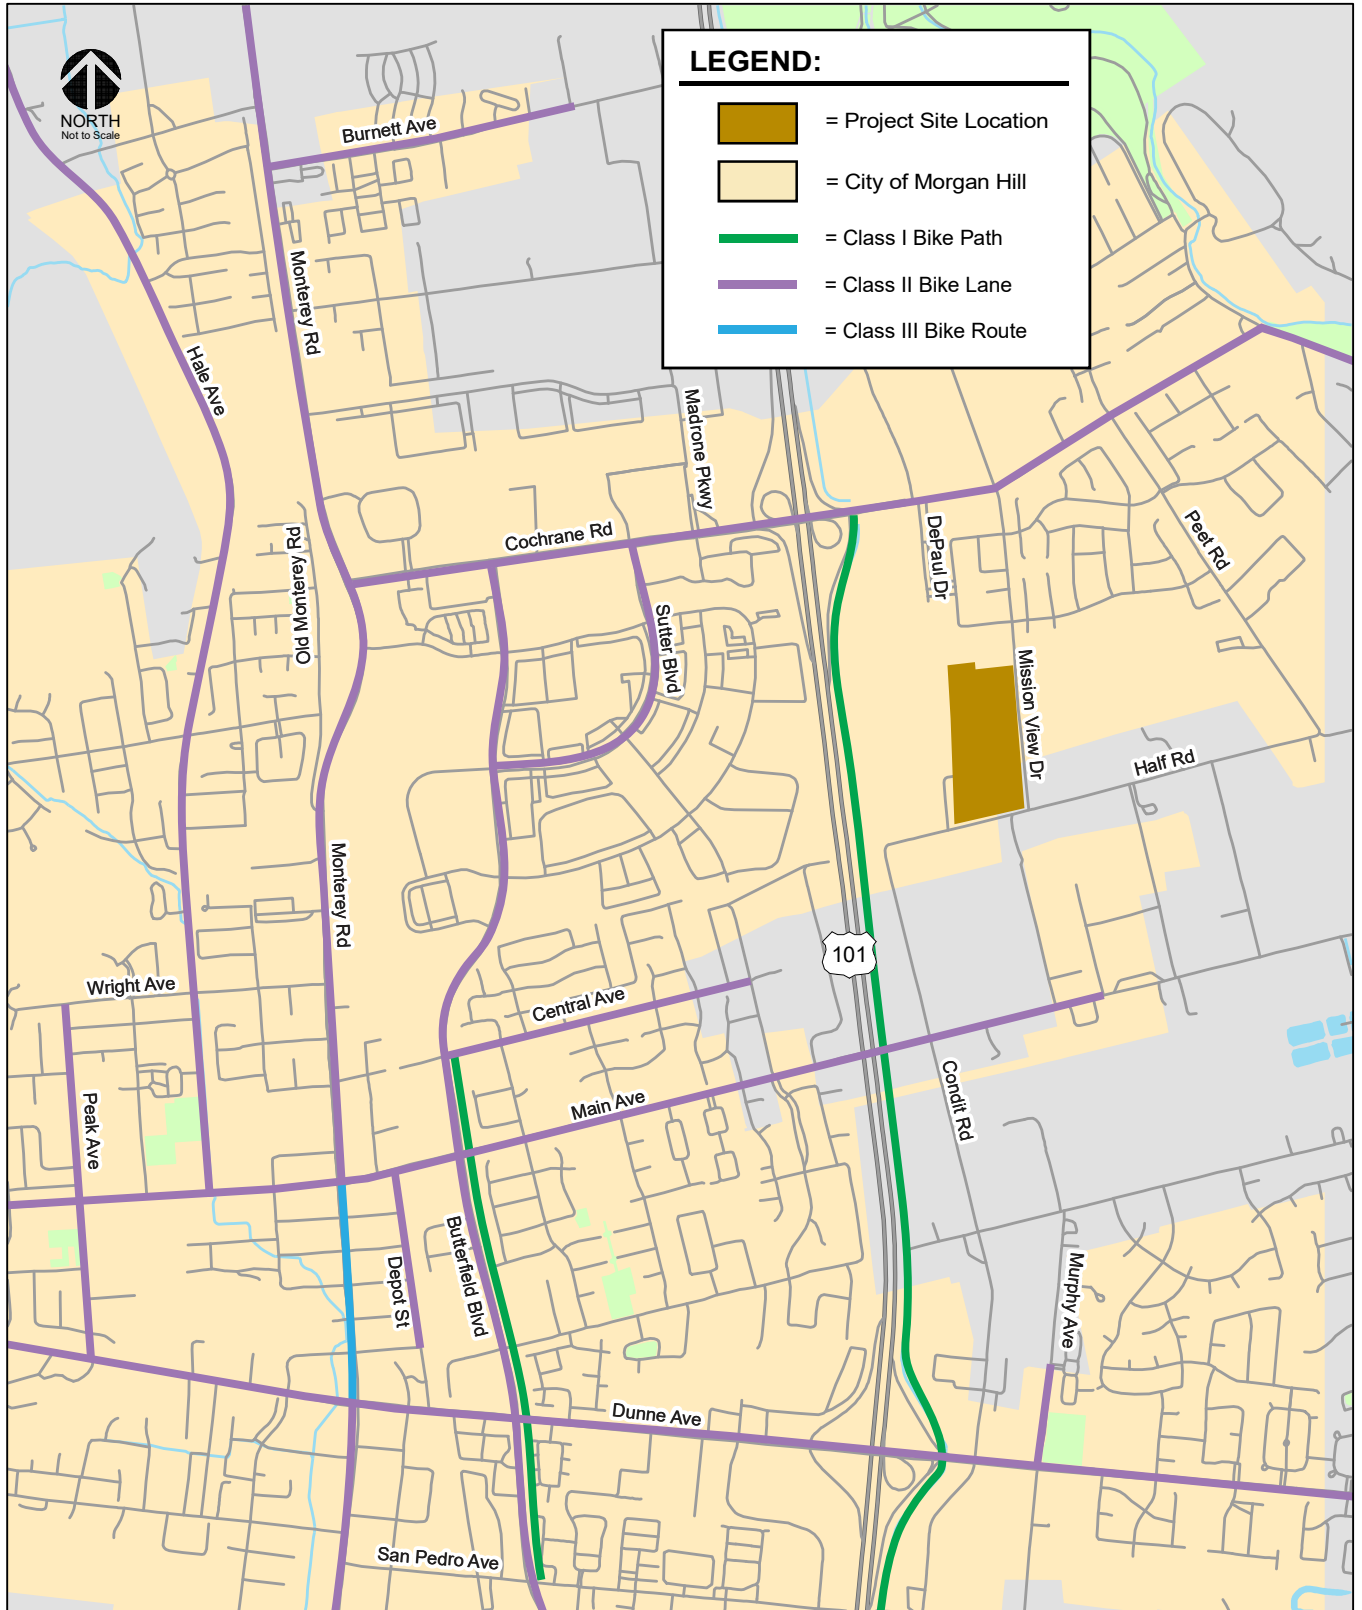 NORTH
Not to Scale
LEGEND:
= Project Site Location
= City of Morgan Hill
= Class I Bike Path
= Class II Bike Lane
= Class III Bike Route
Burnett Ave
Monterey Rd
Hale Ave
Madrone Pkwy
Cochrane Rd
Old Monterey Rd
DePaul Dr
Peet Rd
Sutter Blvd
Mission View Dr
Half Rd
Monterey Rd
101
Wright Ave
Central Ave
Main Ave
Peak Ave
Condit Rd
Butterfield Blvd
Depot St
Murphy Ave
Dunne Ave
San Pedro Ave